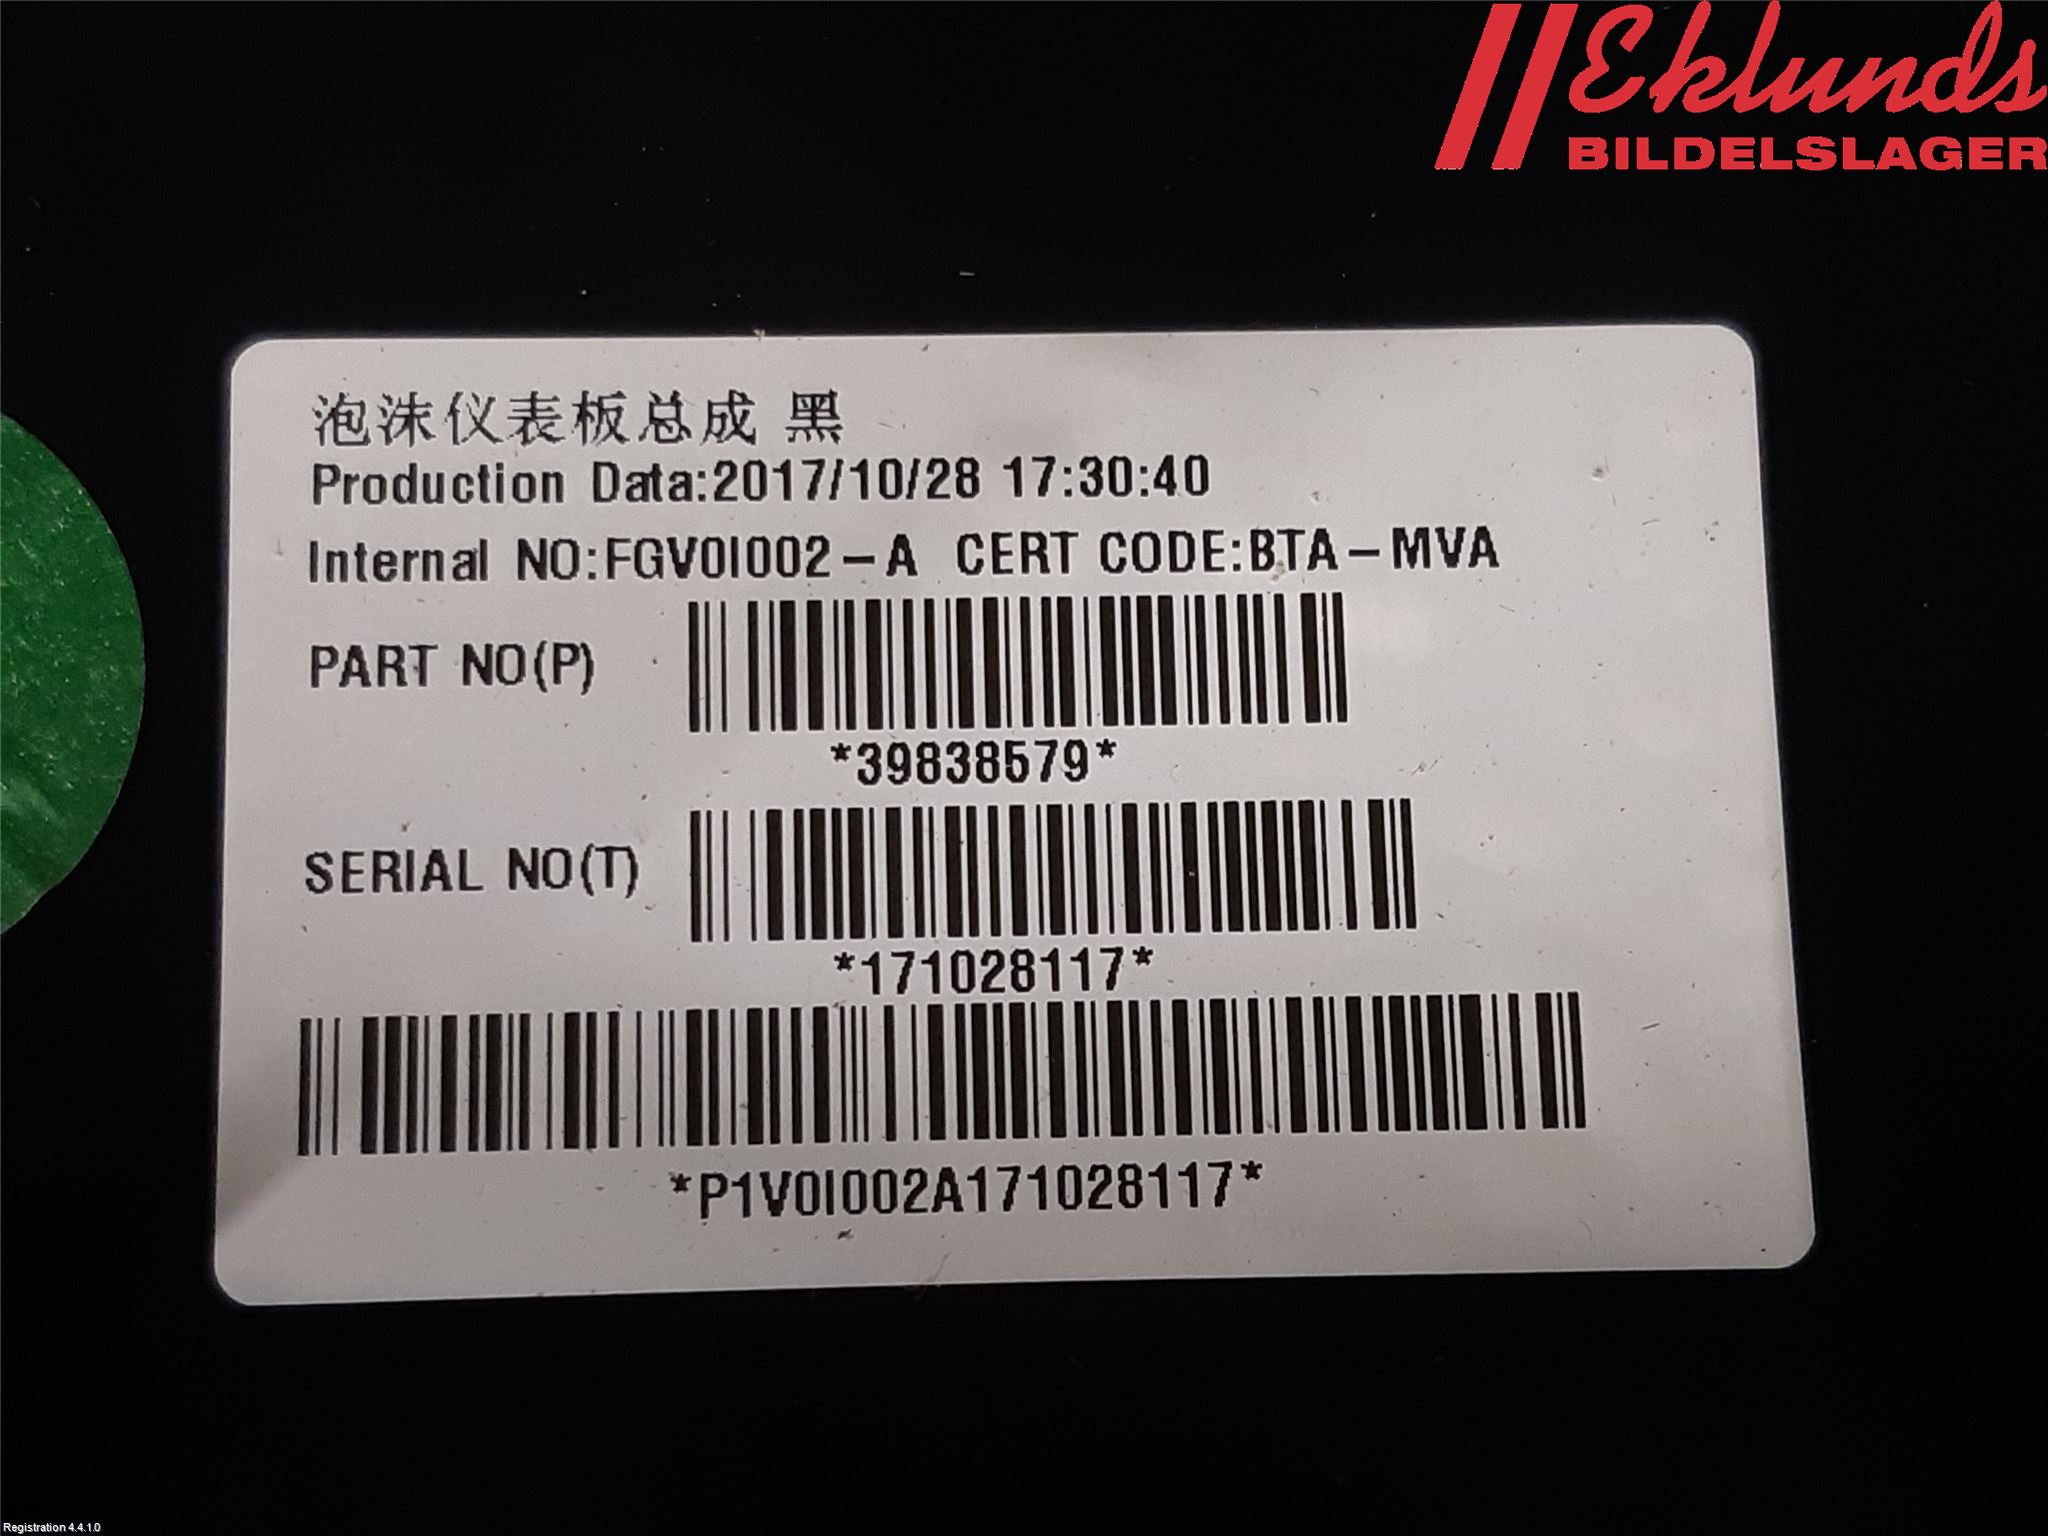 Eklunds
BILDELSLAGER
泡沫仪表板总成 黑
Production Data:2017/10/28 17:30:40
Internal NO:FGV0I002-A CERT CODE:BTA-MVA
PART NO(P)
*39838579*
SERIAL NO(T)
*171028117*
*P1V0I002A171028117*
Registration 4.4.1.0